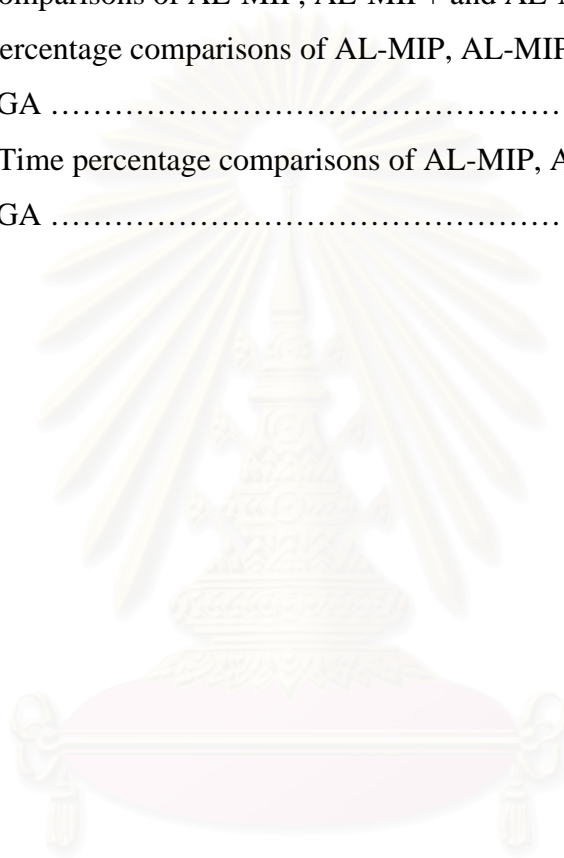 comparisons of AL-MIP, AL-MIP+ and AL-
ercentage comparisons of AL-MIP, AL-MIP
GA ……………………………………………
Time percentage comparisons of AL-MIP, A
GA ……………………………………………